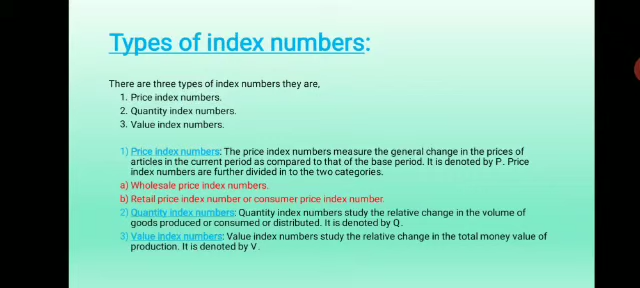 Types of index numbers:
There are three types of index numbers they are,
1. Price index numbers.
2. Quantity index numbers.
3. Value index numbers.
1) Price index numbers: The price index numbers measure the general change in the prices of
articles in the current period as compared to that of the base period. It is denoted by P. Price
index numbers are further divided in to the two categories.
a) Wholesale price index numbers.
b) Retail price index number or consumer price index number.
2) Quantity index numbers: Quantity index numbers study the relative change in the volume of
goods produced or consumed or distributed. It is denoted by Q.
3) Value index numbers: Value index numbers study the relative change in the total money value of
production. It is denoted by V.